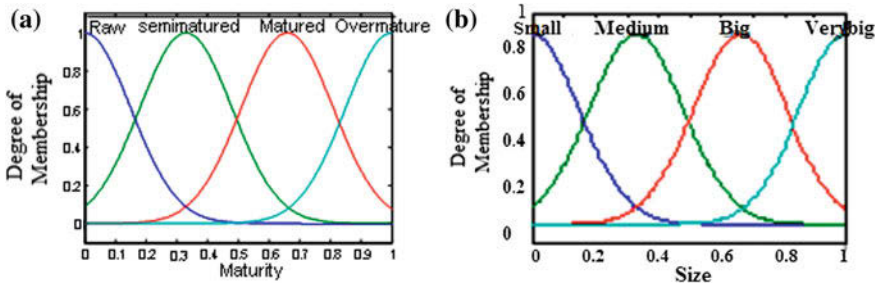 (a)
Raw semimatured Matured Overmature
1
0.8
0.6
0.4
0.2
0
Degree of
Membership
0 0.1 0.2 0.3 0.4 0.5 0.6 0.7 0.8 0.9 1
Maturity
(b)
Small Medium Big Verybig
1
0.8
0.6
0.4
0.2
0
Degree of
Membership
0 0.2 0.4 0.6 0.8 1
Size